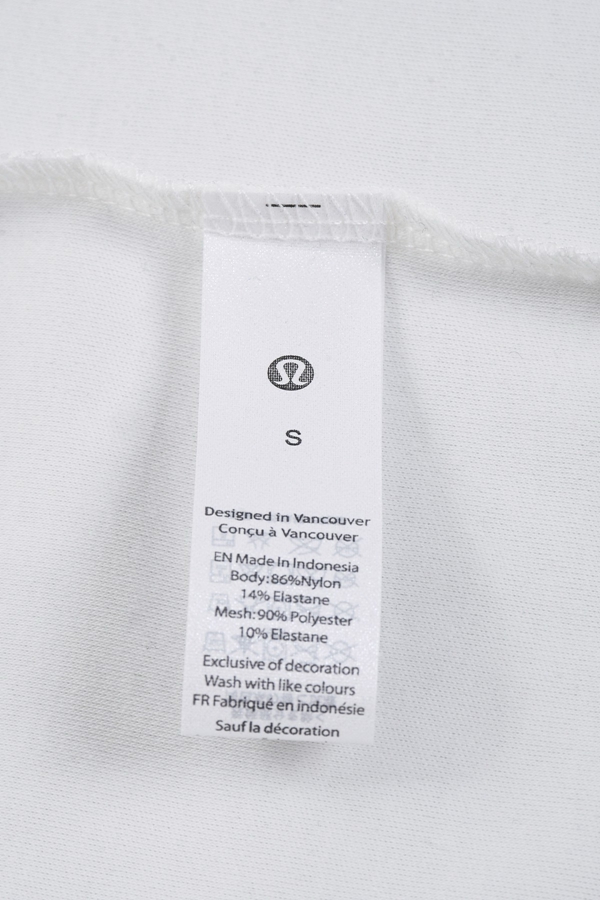 S
Designed in Vancouver
Conçu à Vancouver
EN Made In Indonesia
Body:86%Nylon
14% Elastane
Mesh:90% Polyester
10% Elastane
Exclusive of decoration
Wash with like colours
FR Fabriqué en indonésie
Sauf la décoration